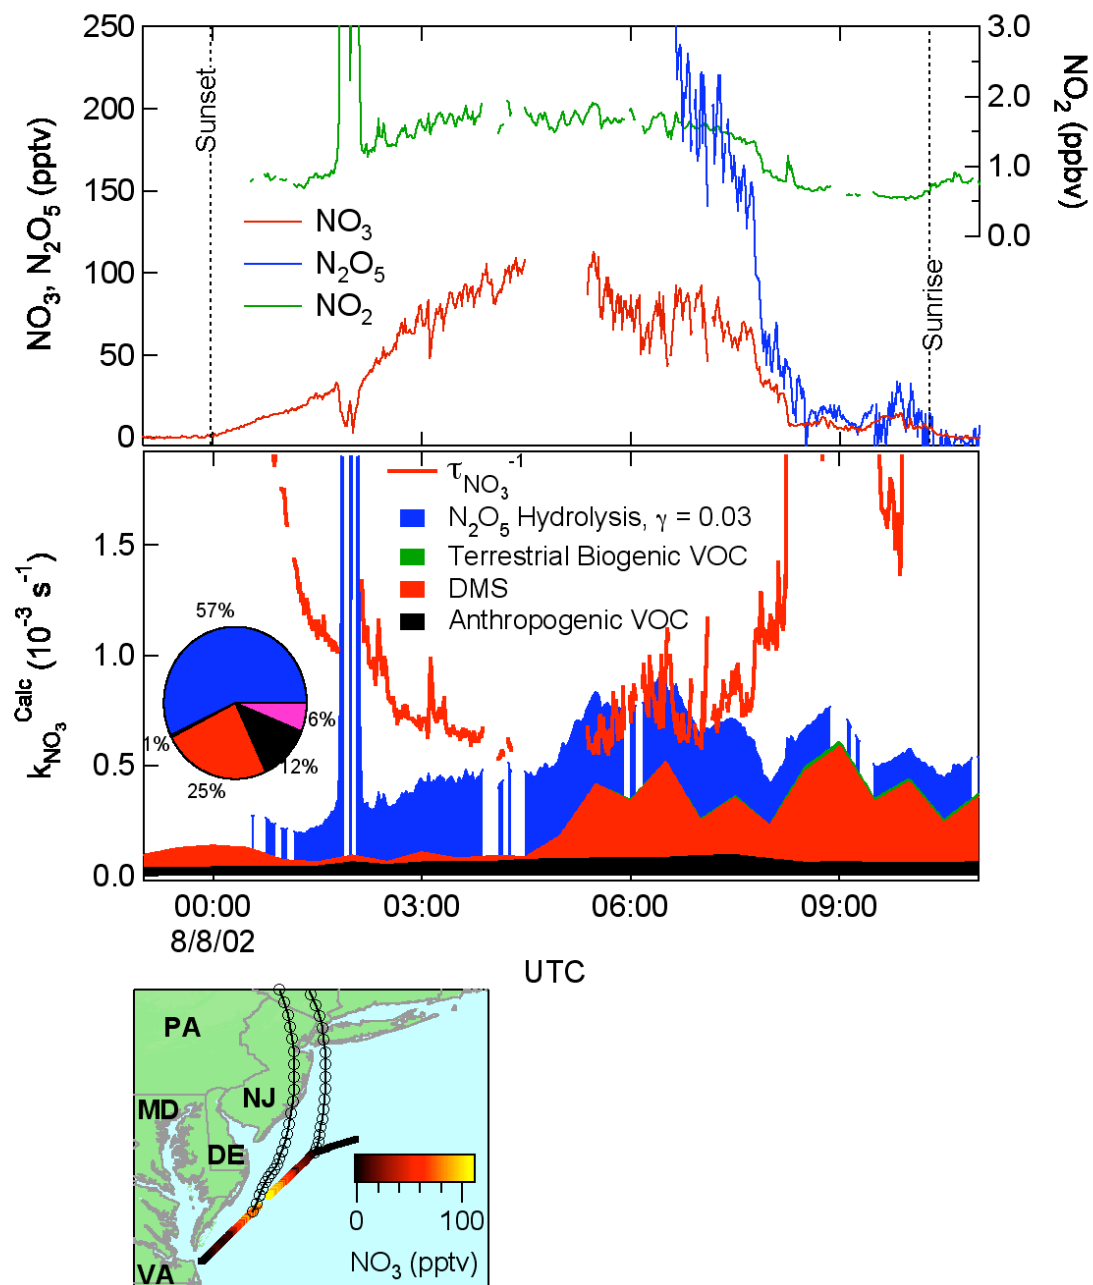 250
200
150
100
50
0
NO3, N2O5 (pptv)
3.0
2.0
1.0
0.0
NO2 (ppbv)
Sunset
Sunrise
NO3
N2O5
NO2
1.5
1.0
0.5
0.0
kNO3Calc (10-3 s-1)
τNO3-1
N2O5 Hydrolysis, γ = 0.03
Terrestrial Biogenic VOC
DMS
Anthropogenic VOC
57%
6%
12%
25%
1%
00:00 03:00 06:00 09:00
8/8/02
UTC
PA
NJ
MD
DE
VA
0 100
NO3 (pptv)